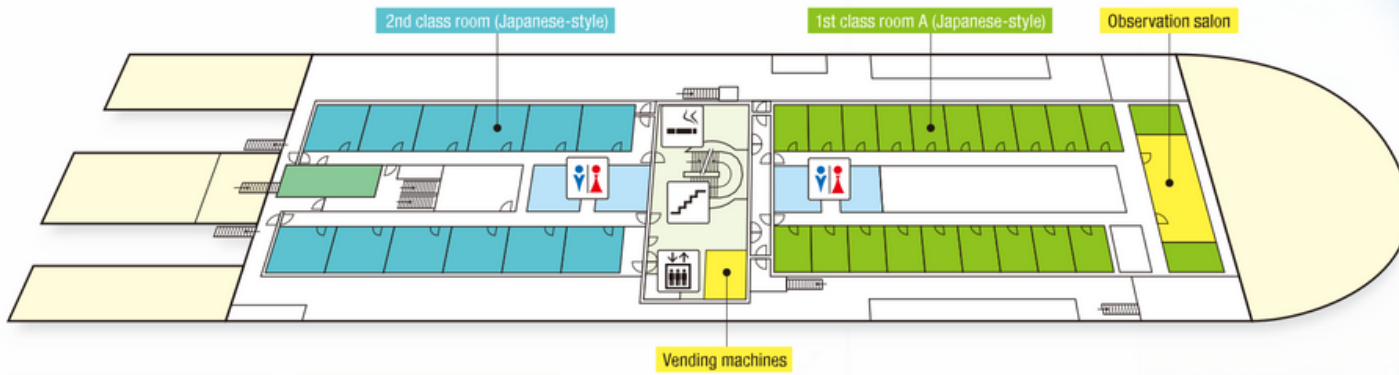 2nd class room (Japanese-style)
1st class room A (Japanese-style)
Observation salon
Vending machines